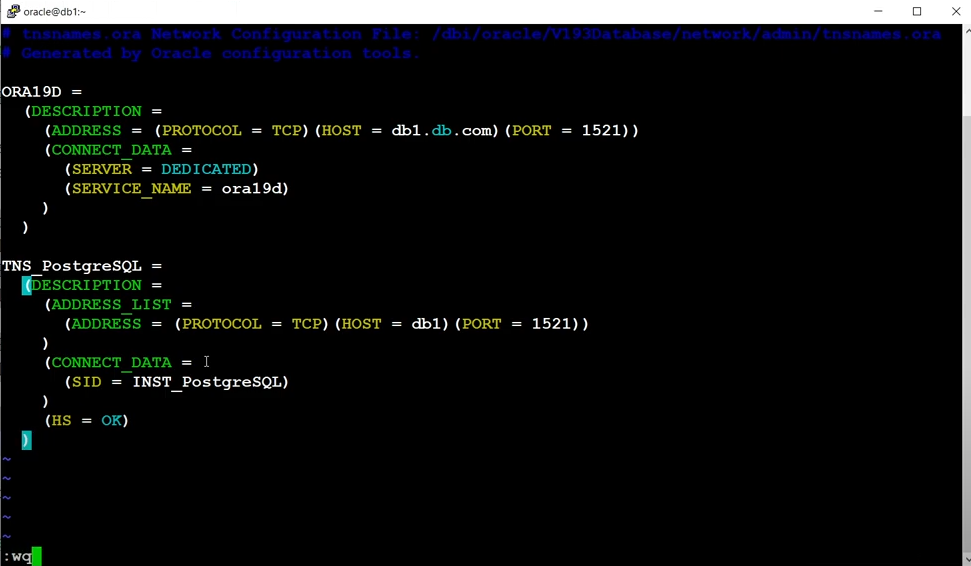 oracle@db1:~
# tnsnames.ora Network Configuration File: /dbi/oracle/V193Database/network/admin/tnsnames.ora
# Generated by Oracle configuration tools.
ORA19D =
(DESCRIPTION =
(ADDRESS = (PROTOCOL = TCP)(HOST = db1.db.com)(PORT = 1521))
(CONNECT_DATA =
(SERVER = DEDICATED)
(SERVICE_NAME = ora19d)
)
)
TNS_PostgreSQL =
(DESCRIPTION =
(ADDRESS_LIST =
(ADDRESS = (PROTOCOL = TCP)(HOST = db1)(PORT = 1521))
)
(CONNECT_DATA =
(SID = INST_PostgreSQL)
)
(HS = OK)
)
~
~
~
~
~
:wq